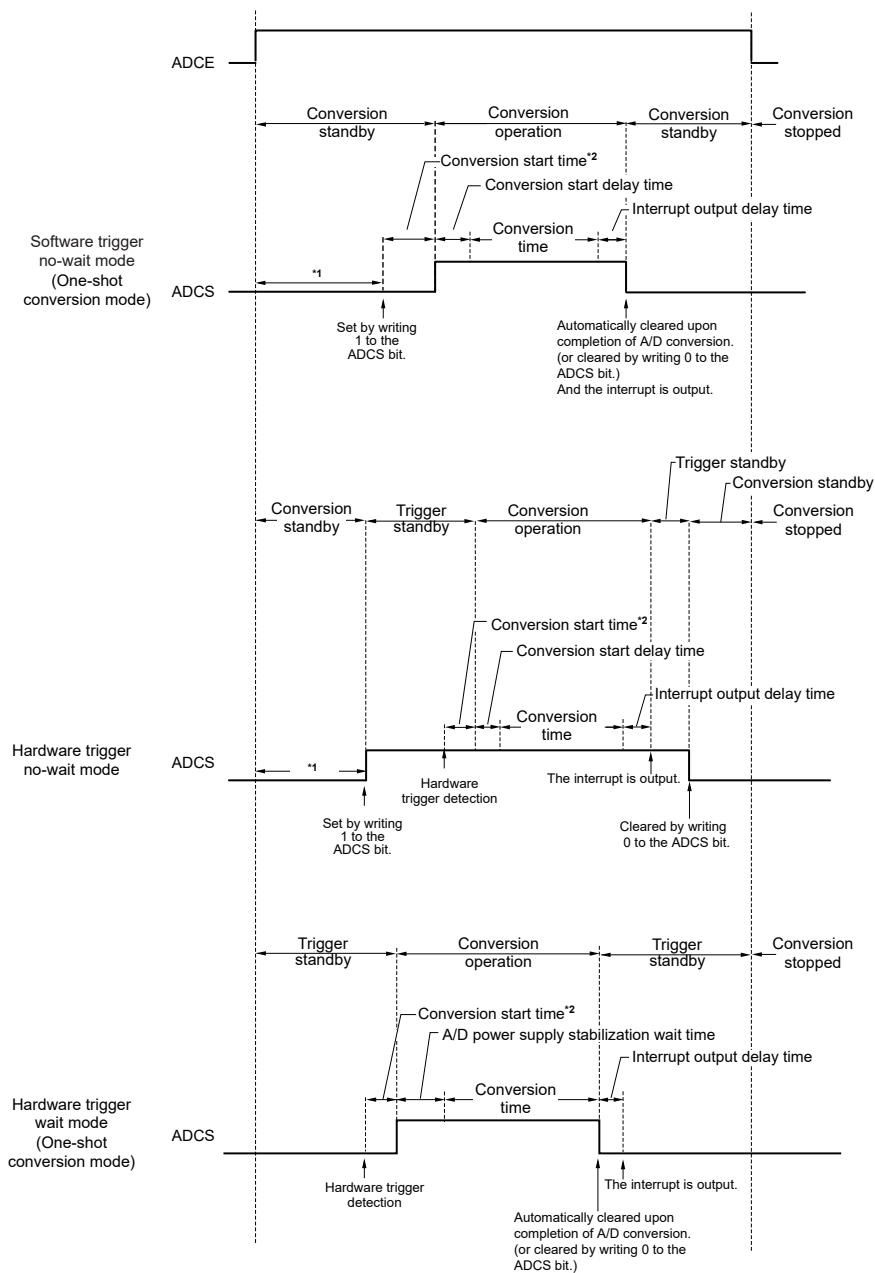 ADCE
Conversion
standby
Conversion
operation
Conversion
standby
Conversion
stopped
Conversion start time*2
Conversion start delay time
Interrupt output delay time
Conversion
time
Software trigger
no-wait mode
(One-shot
conversion mode)
*1
ADCS
Set by writing
1 to the
ADCS bit.
Automatically cleared upon
completion of A/D conversion.
(or cleared by writing 0 to the
ADCS bit.)
And the interrupt is output.
Trigger standby
Conversion standby
Conversion
standby
Trigger
standby
Conversion
operation
Conversion
stopped
Conversion start time*2
Conversion start delay time
Interrupt output delay time
Conversion
time
Hardware trigger
no-wait mode
ADCS
*1
Hardware
trigger detection
The interrupt is output.
Set by writing
1 to the
ADCS bit.
Cleared by writing
0 to the ADCS bit.
Trigger
standby
Conversion
operation
Trigger
standby
Conversion
stopped
Conversion start time*2
A/D power supply stabilization wait time
Interrupt output delay time
Conversion
time
Hardware trigger
wait mode
(One-shot
conversion mode)
ADCS
Hardware trigger
detection
The interrupt is output.
Automatically cleared upon
completion of A/D conversion.
(or cleared by writing 0 to the
ADCS bit.)